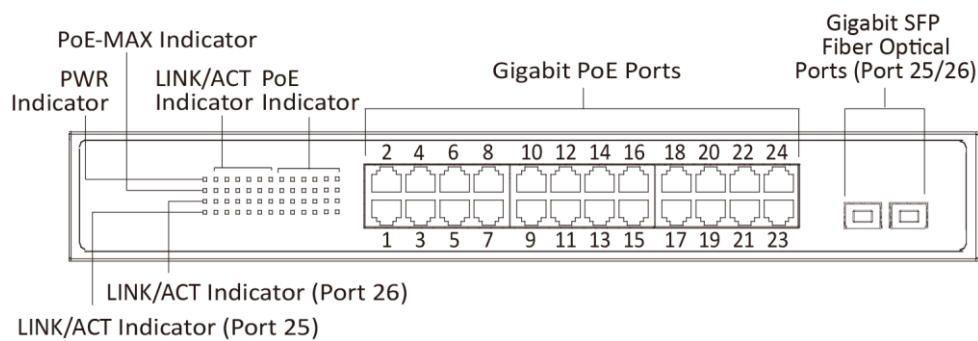 PoE-MAX Indicator
PWR
Indicator
LINK/ACT PoE
Indicator Indicator
Gigabit PoE Ports
Gigabit SFP
Fiber Optical
Ports (Port 25/26)
2 4 6 8 10 12 14 16 18 20 22 24
1 3 5 7 9 11 13 15 17 19 21 23
LINK/ACT Indicator (Port 26)
LINK/ACT Indicator (Port 25)